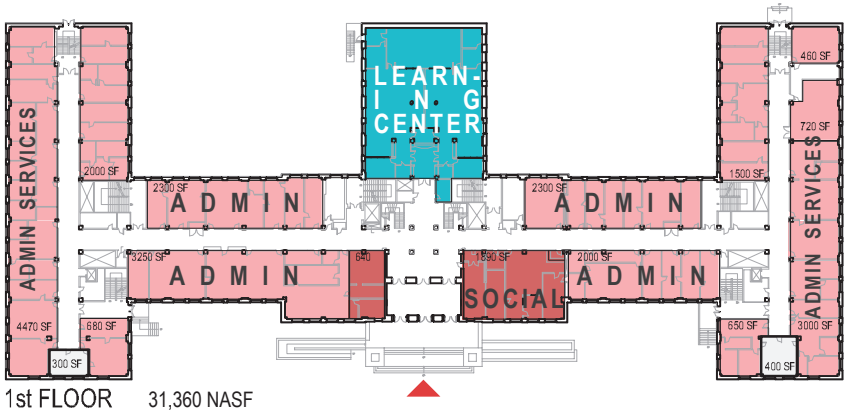 460 SF
LEARN-
ING
CENTER
ADMIN SERVICES
720 SF
ADMIN SERVICES
2000 SF
1500 SF
2300 SF
ADMIN
2300 SF
ADMIN
3250 SF
ADMIN
640
1890 SF
SOCIAL
2000 SF
ADMIN
4470 SF
680 SF
650 SF
3000 SF
300 SF
400 SF
1st FLOOR 31,360 NASF